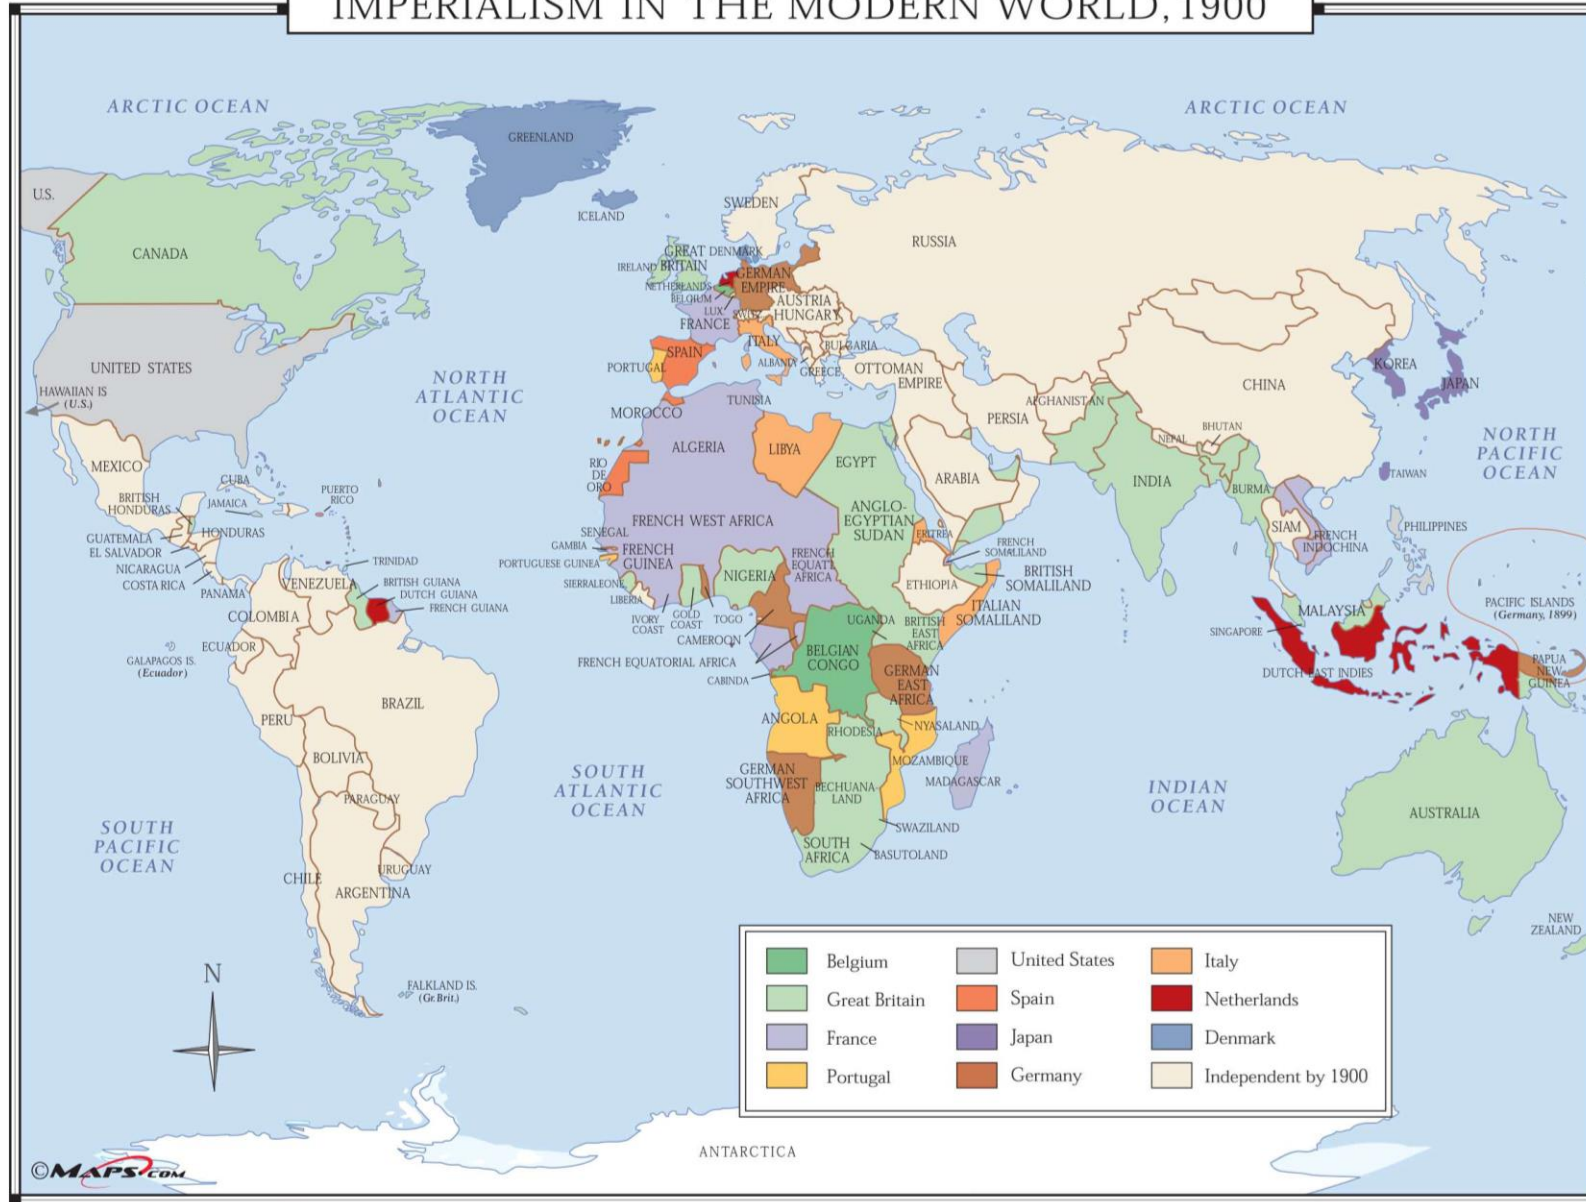 IMPERIALISM IN THE MODERN WORLD, 1900
ARCTIC OCEAN
ARCTIC OCEAN
GREENLAND
ICELAND
U.S.
CANADA
UNITED STATES
HAWAIIAN IS
(U.S.)
NORTH
ATLANTIC
OCEAN
MEXICO
CUBA
BRITISH
HONDURAS
JAMAICA
PUERTO
RICO
HONDURAS
GUATEMALA
EL SALVADOR
NICARAGUA
COSTA RICA
PANAMA
TRINIDAD
VENEZUELA
BRITISH GUIANA
DUTCH GUIANA
FRENCH GUIANA
COLOMBIA
ECUADOR
GALAPAGOS IS.
(Ecuador)
BRAZIL
PERU
BOLIVIA
PARAGUAY
CHILE
URUGUAY
ARGENTINA
SOUTH
PACIFIC
OCEAN
SOUTH
ATLANTIC
OCEAN
FALKLAND IS.
(Gr. Brit.)
N
SWEDEN
RUSSIA
GREAT
BRITAIN
DENMARK
IRELAND
NETHERLANDS
BELGIUM
LUX
SWISZ
GERMAN
EMPIRE
AUSTRIA
HUNGARY
FRANCE
ITALY
BULGARIA
ALBANIA
GREECE
PORTUGAL
SPAIN
OTTOMAN
EMPIRE
MOROCCO
TUNISIA
ALGERIA
LIBYA
EGYPT
RIO
DE
ORO
ARABIA
PERSIA
AFGHANISTAN
CHINA
KOREA
JAPAN
NEPAL
BHUTAN
INDIA
BURMA
TAIWAN
NORTH
PACIFIC
OCEAN
SIAM
FRENCH
INDOCHINA
PHILIPPINES
FRENCH WEST AFRICA
ANGLO-
EGYPTIAN
SUDAN
ERITREA
FRENCH
SOMALILAND
SENEGAL
GAMBIA
PORTUGUESE GUINEA
FRENCH
GUINEA
SIERRALEONE
LIBERIA
IVORY
COAST
GOLD
COAST
TOGO
NIGERIA
FRENCH
EQUAT.
AFRICA
CAMEROON
FRENCH EQUATORIAL AFRICA
CABINDA
ETHIOPIA
BRITISH
SOMALILAND
ITALIAN
SOMALILAND
UGANDA
BRITISH
EAST
AFRICA
BELGIAN
CONGO
GERMAN
EAST
AFRICA
ANGOLA
RHODESIA
NYASALAND
MOZAMBIQUE
MADAGASCAR
GERMAN
SOUTHWEST
AFRICA
BECHUANA
LAND
SWAZILAND
SOUTH
AFRICA
BASUTOLAND
MALAYSIA
SINGAPORE
DUTCH EAST INDIES
PACIFIC ISLANDS
(Germany, 1899)
PAPUA
NEW
GUINEA
INDIAN
OCEAN
AUSTRALIA
NEW
ZEALAND
Belgium
Great Britain
France
Portugal
United States
Spain
Japan
Germany
Italy
Netherlands
Denmark
Independent by 1900
ANTARCTICA
©MAPS.COM